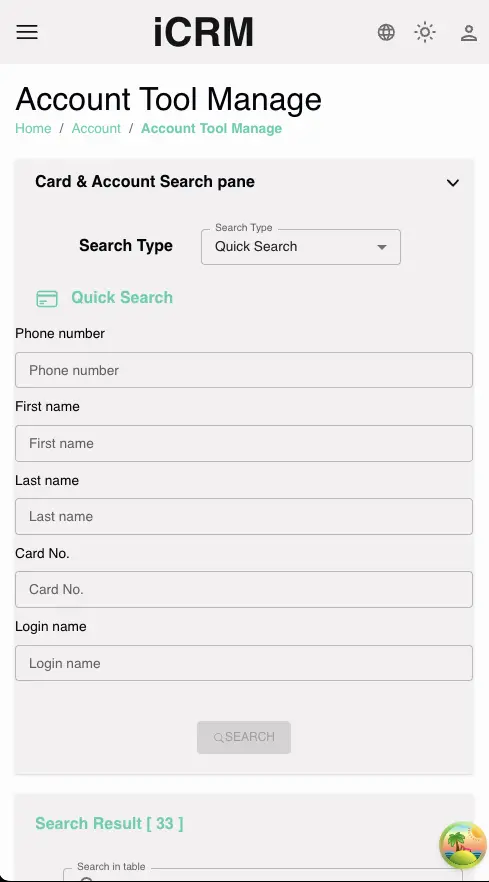 iCRM
Account Tool Manage
Home / Account / Account Tool Manage
Card & Account Search pane
Search Type
Search Type
Quick Search
Quick Search
Phone number
Phone number
First name
First name
Last name
Last name
Card No.
Card No.
Login name
Login name
SEARCH
Search Result [ 33 ]
Search in table